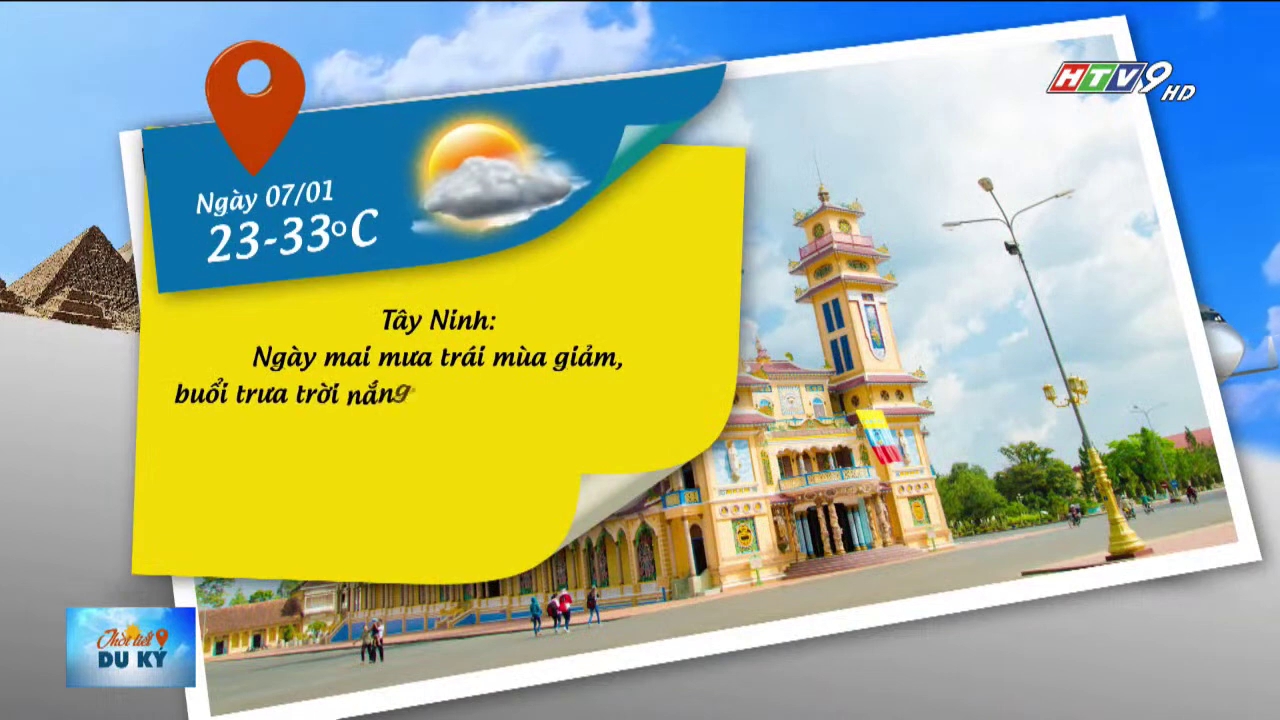 HTV9 HD
Ngày 07/01
23-33°C
Tây Ninh:
Ngày mai mưa trái mùa giảm,
buổi trưa trời nắng
Thời tiết
DU KÝ